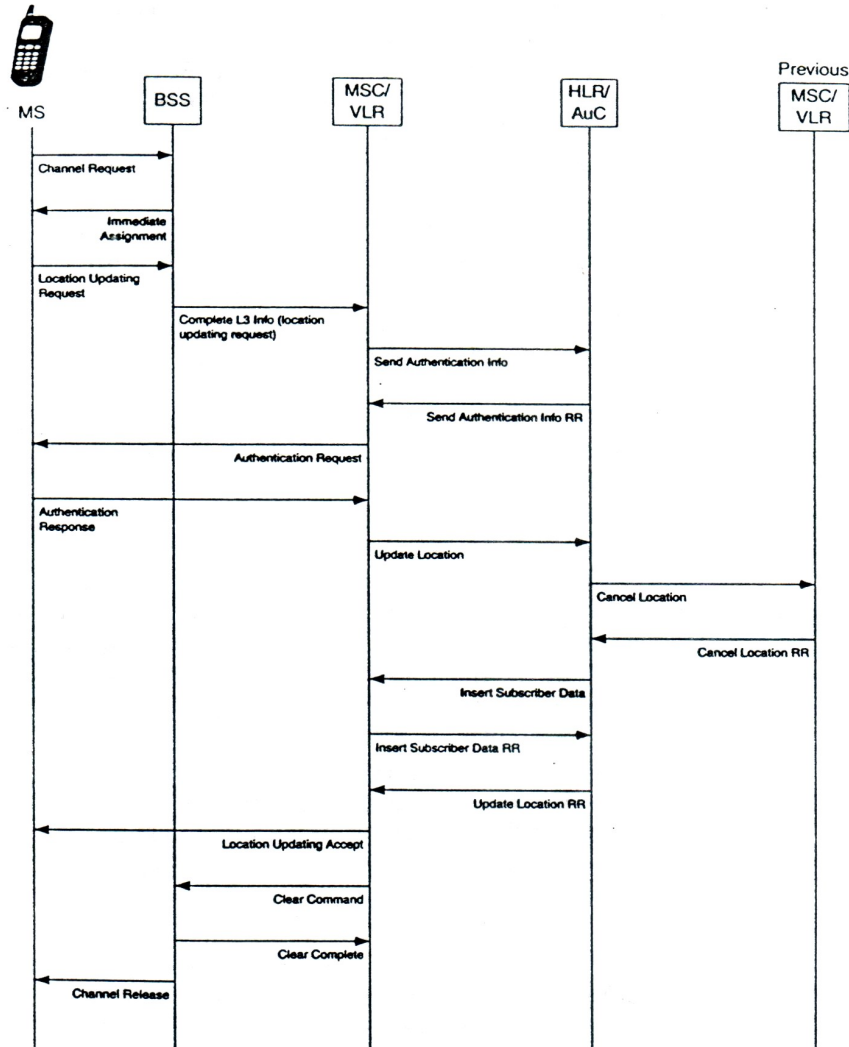 Previous
MS
BSS
MSC/
VLR
HLR/
AuC
MSC/
VLR
Channel Request
Immediate
Assignment
Location Updating
Request
Complete L3 Info (location
updating request)
Send Authentication Info
Send Authentication Info RR
Authentication Request
Authentication
Response
Update Location
Cancel Location
Cancel Location RR
Insert Subscriber Data
Insert Subscriber Data RR
Update Location RR
Location Updating Accept
Clear Command
Clear Complete
Channel Release